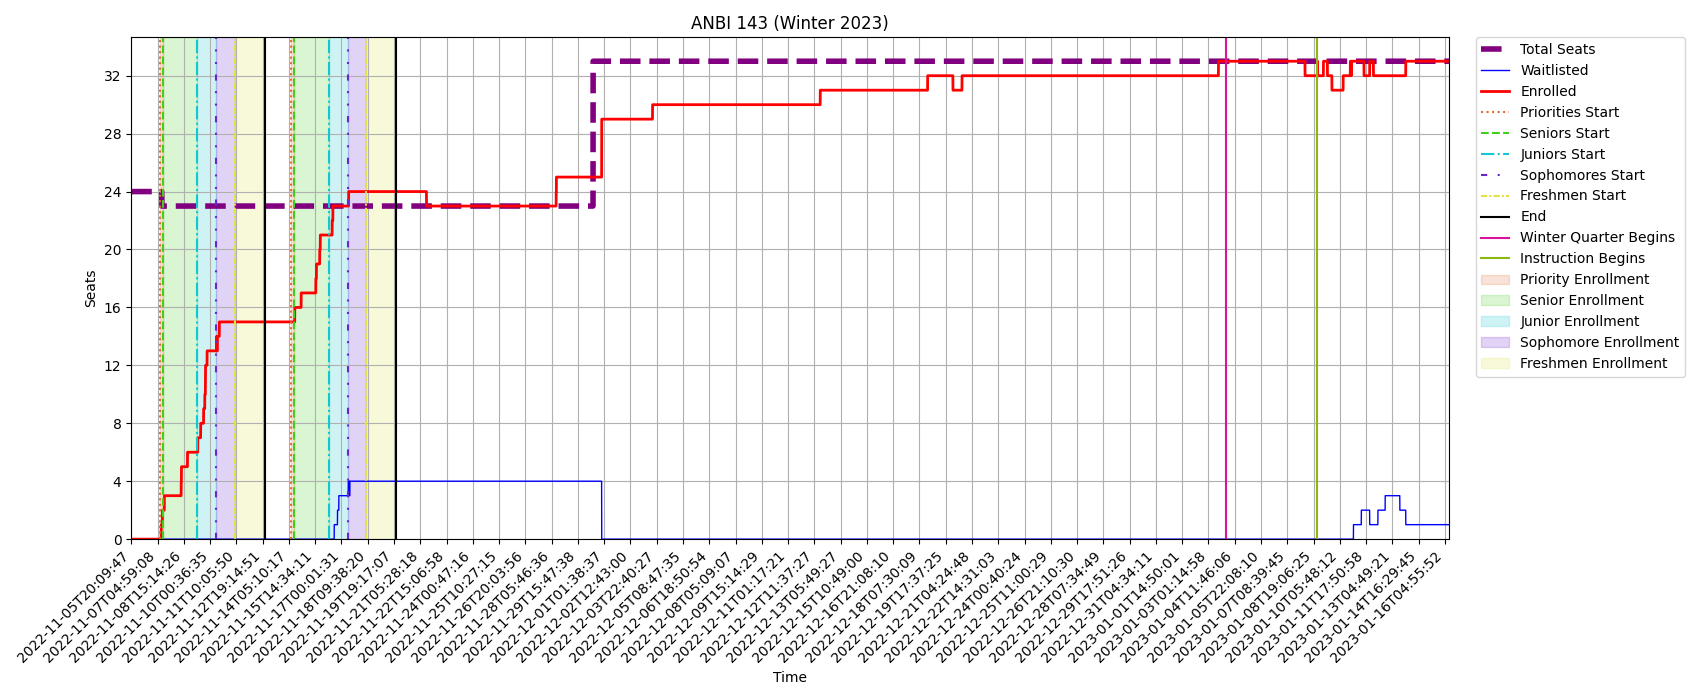 ANBI 143 (Winter 2023)
Seats
32
28
24
20
16
12
8
4
0
2022-11-05T20:09:47
2022-11-07T04:59:08
2022-11-08T15:14:26
2022-11-10T00:36:35
2022-11-11T10:05:50
2022-11-12T19:14:51
2022-11-14T05:10:17
2022-11-15T14:34:11
2022-11-17T00:01:31
2022-11-18T09:38:20
2022-11-19T19:17:07
2022-11-21T05:28:18
2022-11-22T15:06:58
2022-11-24T00:47:16
2022-11-25T10:27:15
2022-11-26T20:03:56
2022-11-28T05:46:36
2022-11-29T15:47:38
2022-12-01T01:38:37
2022-12-02T12:43:00
2022-12-03T22:40:27
2022-12-05T08:47:35
2022-12-06T18:50:54
2022-12-08T05:09:07
2022-12-09T15:14:29
2022-12-11T01:17:21
2022-12-12T11:37:27
2022-12-13T05:49:27
2022-12-15T16:49:00
2022-12-16T21:08:10
2022-12-18T07:30:09
2022-12-19T17:37:25
2022-12-21T04:24:48
2022-12-22T14:31:03
2022-12-24T00:40:24
2022-12-25T11:00:29
2022-12-26T21:10:30
2022-12-28T07:34:49
2022-12-29T17:51:26
2022-12-31T04:34:11
2023-01-01T14:50:01
2023-01-03T01:14:58
2023-01-04T11:46:06
2023-01-05T22:08:10
2023-01-07T08:39:45
2023-01-08T19:06:25
2023-01-10T05:48:12
2023-01-11T17:50:58
2023-01-13T04:49:21
2023-01-14T16:29:45
2023-01-16T04:55:52
Time
Total Seats
Waitlisted
Enrolled
Priorities Start
Seniors Start
Juniors Start
Sophomores Start
Freshmen Start
End
Winter Quarter Begins
Instruction Begins
Priority Enrollment
Senior Enrollment
Junior Enrollment
Sophomore Enrollment
Freshmen Enrollment